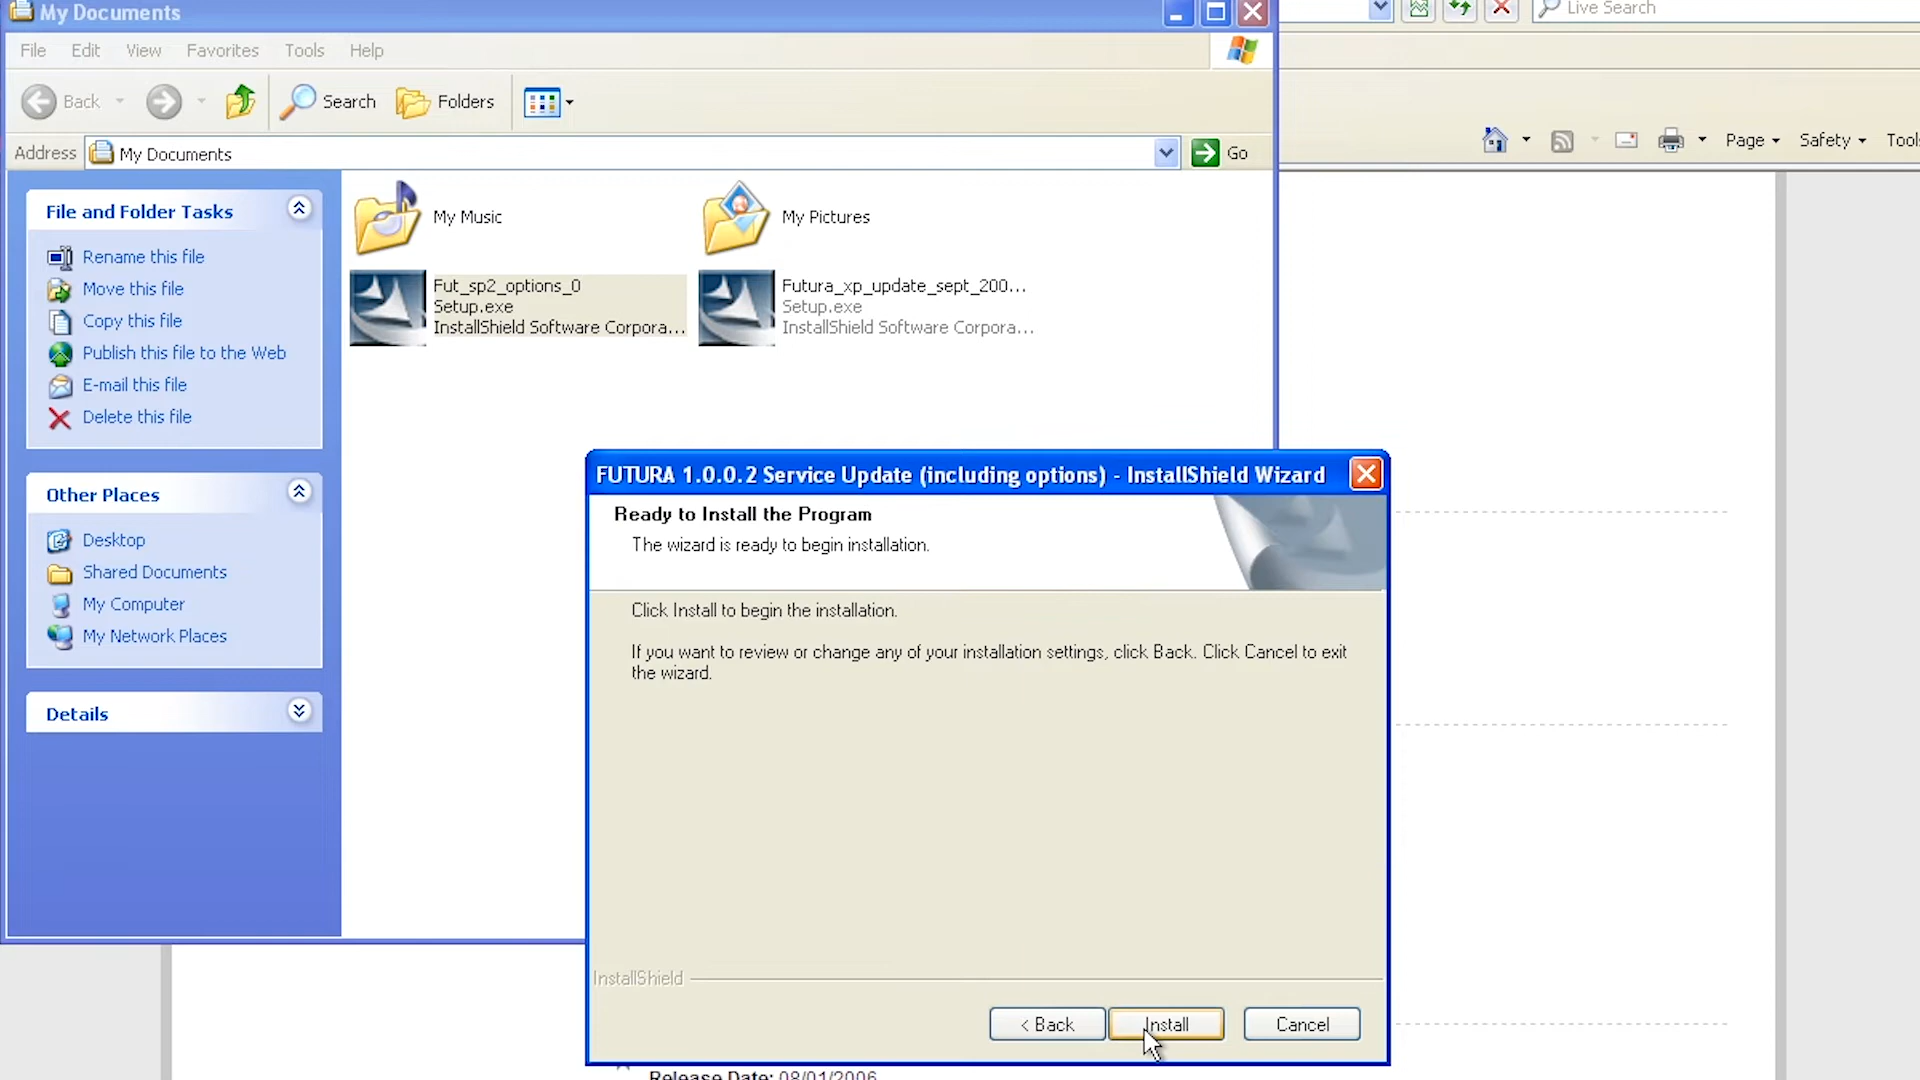 My Documents
Live Search
File Edit View Favorites Tools Help
Back Search Folders
Page Safety Tools
Address My Documents Go
File and Folder Tasks
Rename this file
Move this file
Copy this file
Publish this file to the Web
E-mail this file
Delete this file
Other Places
Desktop
Shared Documents
My Computer
My Network Places
Details
My Music
My Pictures
Fut_sp2_options_0
Setup.exe
InstallShield Software Corpora...
Futura_xp_update_sept_200...
Setup.exe
InstallShield Software Corpora...
FUTURA 1.0.0.2 Service Update (including options) - InstallShield Wizard
Ready to Install the Program
The wizard is ready to begin installation.
Click Install to begin the installation.
If you want to review or change any of your installation settings, click Back. Click Cancel to exit
the wizard.
InstallShield
< Back Install Cancel
Release Date: 08/01/2006